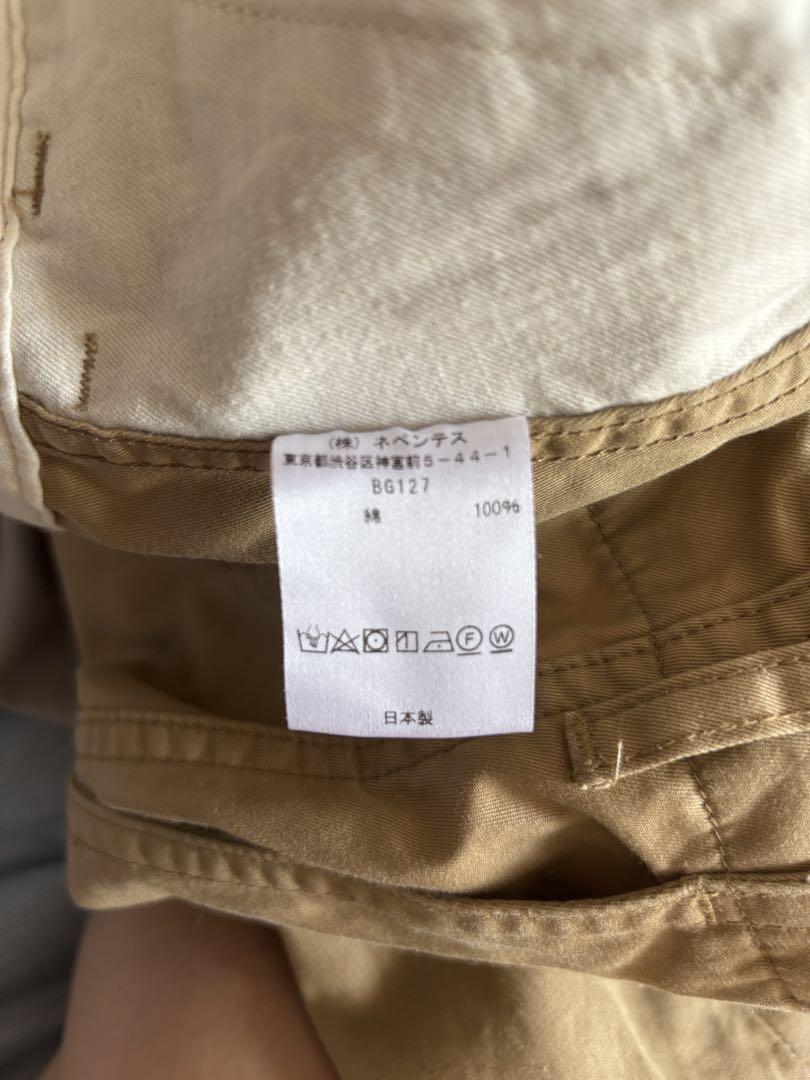 (株) ネペンテス
東京都渋谷区神宮前5-44-1
BG127
綿 100%
F W
日本製